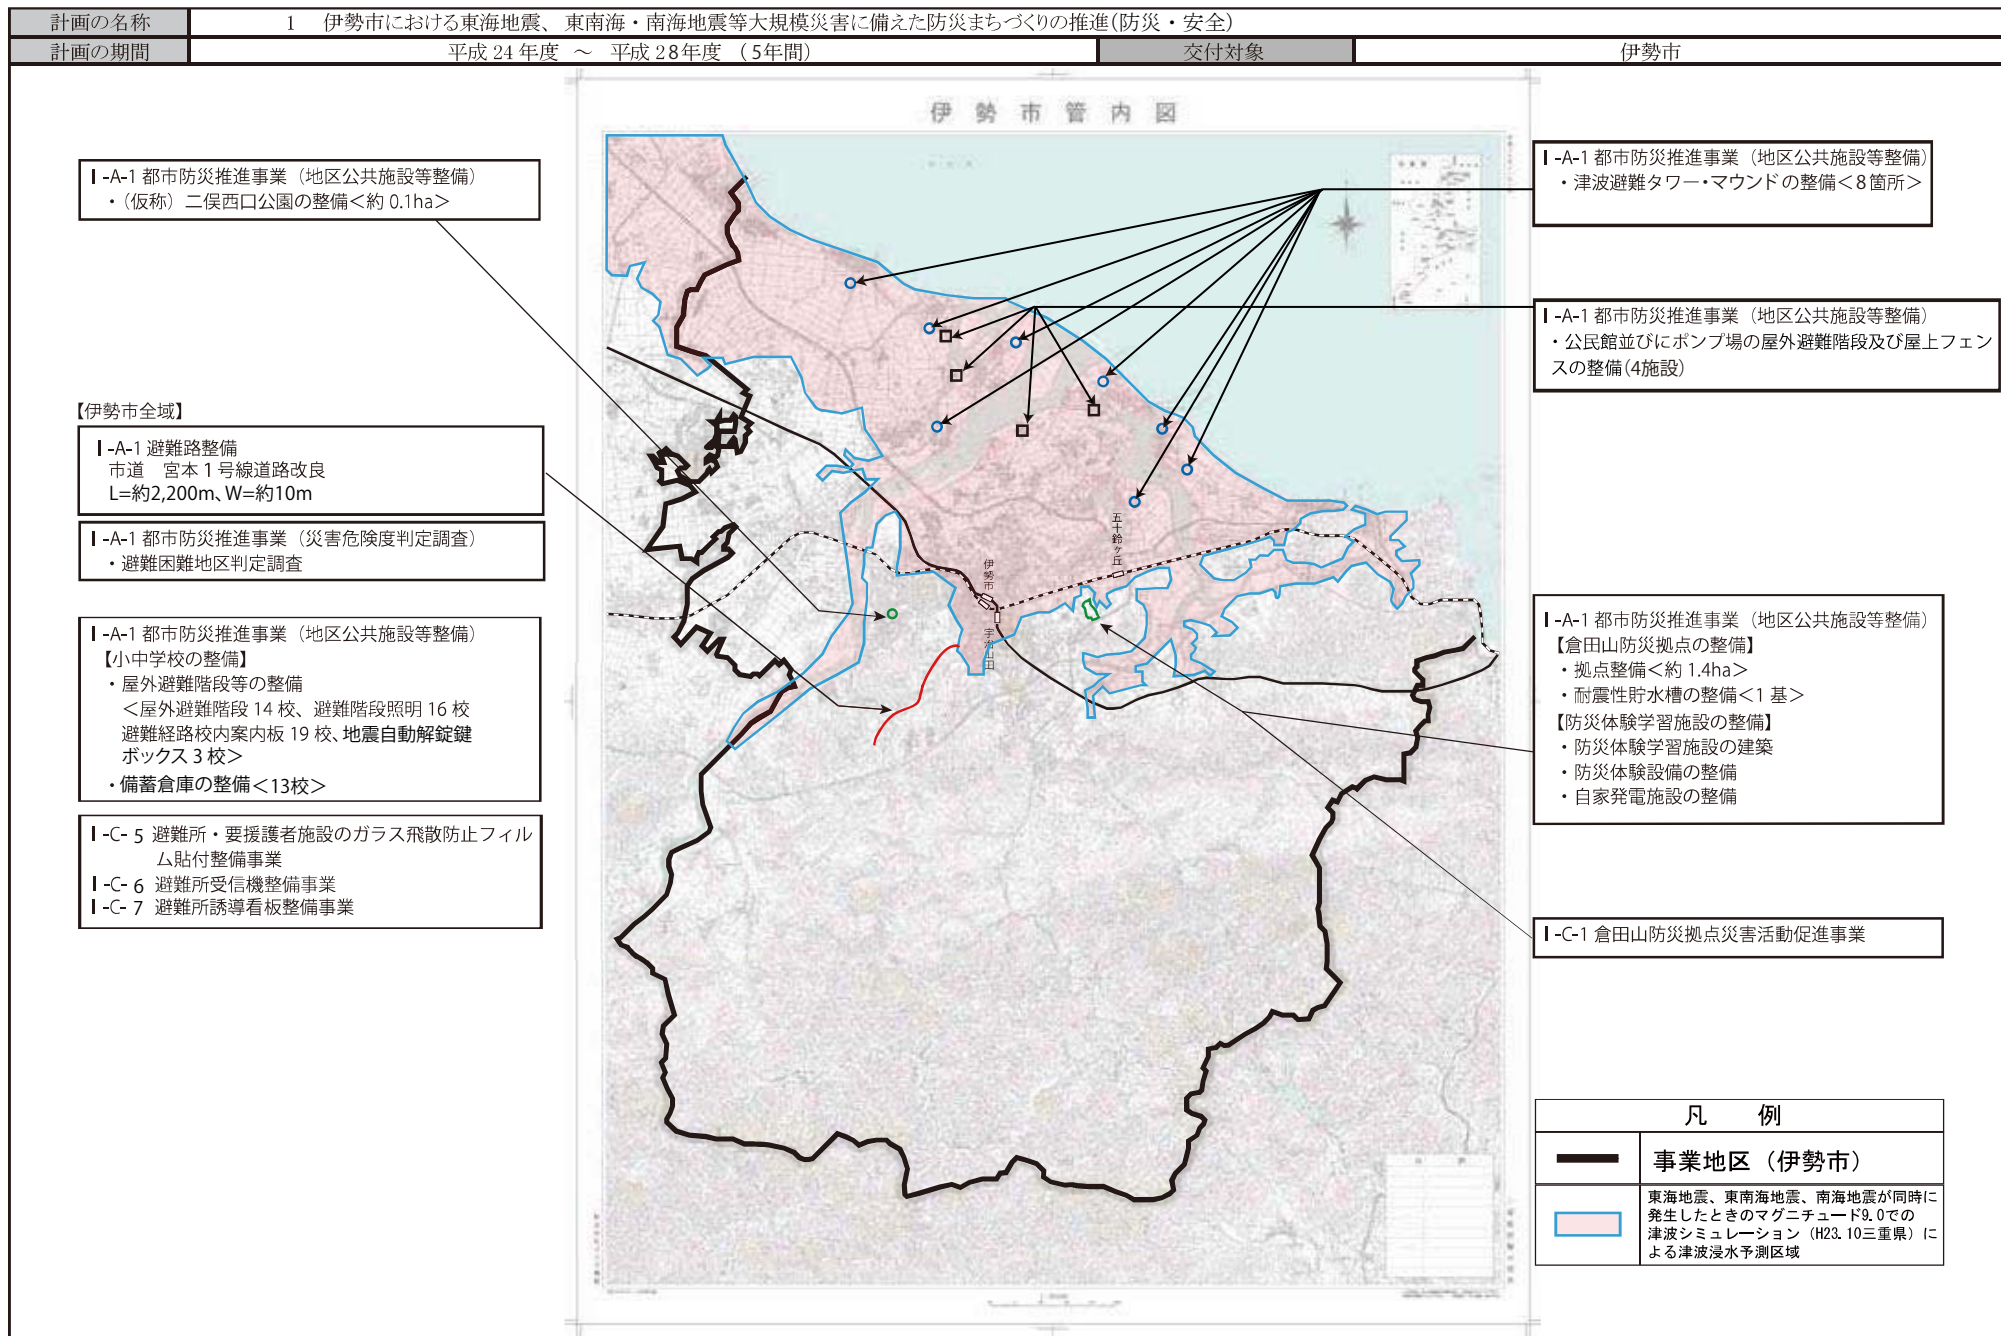 計画の名称
1 伊勢市における東海地震、東南海・南海地震等大規模災害に備えた防災まちづくりの推進(防災・安全)
計画の期間
平成 24 年度 ～ 平成 28年度 （5年間）
交付対象
伊勢市
伊勢市管内図
Ⅰ-A-1 都市防災推進事業（地区公共施設等整備）
・（仮称）二俣西口公園の整備＜約 0.1ha＞
【伊勢市全域】
Ⅰ-A-1 避難路整備
市道 宮本１号線道路改良
L=約2,200m、W=約10m
Ⅰ-A-1 都市防災推進事業（災害危険度判定調査）
・避難困難地区判定調査
Ⅰ-A-1 都市防災推進事業（地区公共施設等整備）
【小中学校の整備】
・屋外避難階段等の整備
＜屋外避難階段 14 校、避難階段照明 16 校
避難経路校内案内板 19 校、地震自動解錠鍵
ボックス 3 校＞
・備蓄倉庫の整備＜13校＞
Ⅰ-C- 5 避難所・要援護者施設のガラス飛散防止フィル
ム貼付整備事業
Ⅰ-C- 6 避難所受信機整備事業
Ⅰ-C- 7 避難所誘導看板整備事業
五十鈴ヶ丘
伊勢市
宇治山田
Ⅰ-A-1 都市防災推進事業（地区公共施設等整備）
・津波避難タワー・マウンドの整備＜8 箇所＞
Ⅰ-A-1 都市防災推進事業（地区公共施設等整備）
・公民館並びにポンプ場の屋外避難階段及び屋上フェン
スの整備(4施設)
Ⅰ-A-1 都市防災推進事業（地区公共施設等整備）
【倉田山防災拠点の整備】
・拠点整備＜約 1.4ha＞
・耐震性貯水槽の整備＜1 基＞
【防災体験学習施設の整備】
・防災体験学習施設の建築
・防災体験設備の整備
・自家発電施設の整備
Ⅰ-C-1 倉田山防災拠点災害活動促進事業
凡 例
事業地区（伊勢市）
東海地震、東南海地震、南海地震が同時に
発生したときのマグニチュード9.0での
津波シミュレーション（H23.10三重県）に
よる津波浸水予測区域